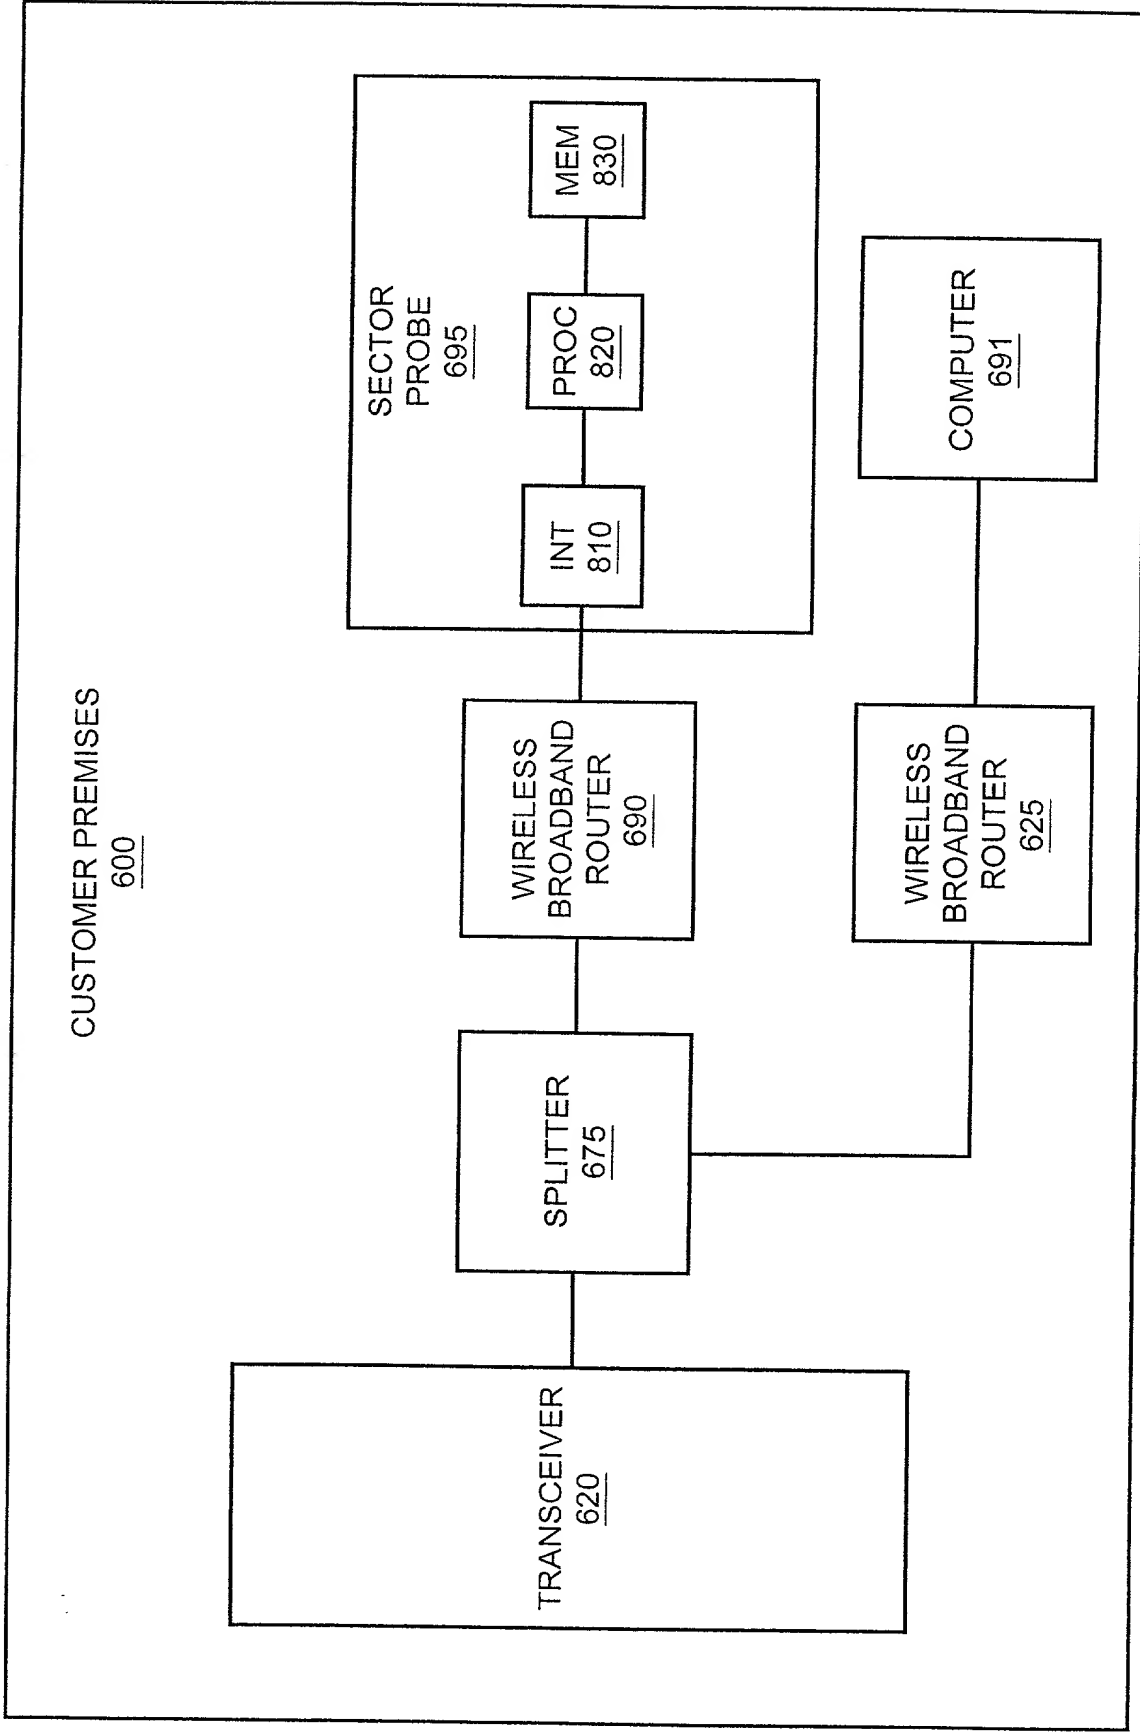 CUSTOMER PREMISES
600
TRANSCEIVER
620
SPLITTER
675
WIRELESS
BROADBAND
ROUTER
690
SECTOR
PROBE
695
INT
810
PROC
820
MEM
830
WIRELESS
BROADBAND
ROUTER
625
COMPUTER
691